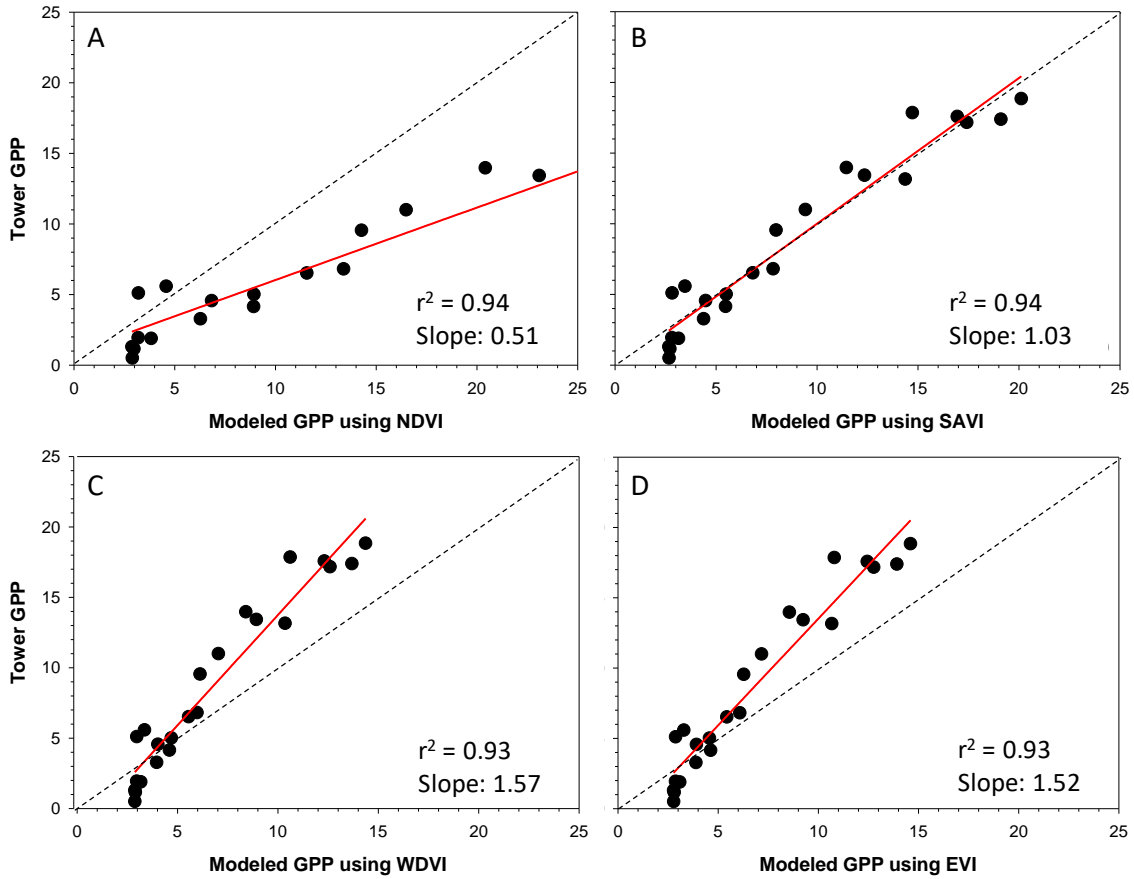 A
B
25
20
15
10
5
0
Tower GPP
r² = 0.94
Slope: 0.51
r² = 0.94
Slope: 1.03
0 5 10 15 20 25
0 5 10 15 20 25
Modeled GPP using NDVI
Modeled GPP using SAVI
C
D
25
20
15
10
5
0
Tower GPP
r² = 0.93
Slope: 1.57
r² = 0.93
Slope: 1.52
0 5 10 15 20 25
0 5 10 15 20 25
Modeled GPP using WDVI
Modeled GPP using EVI